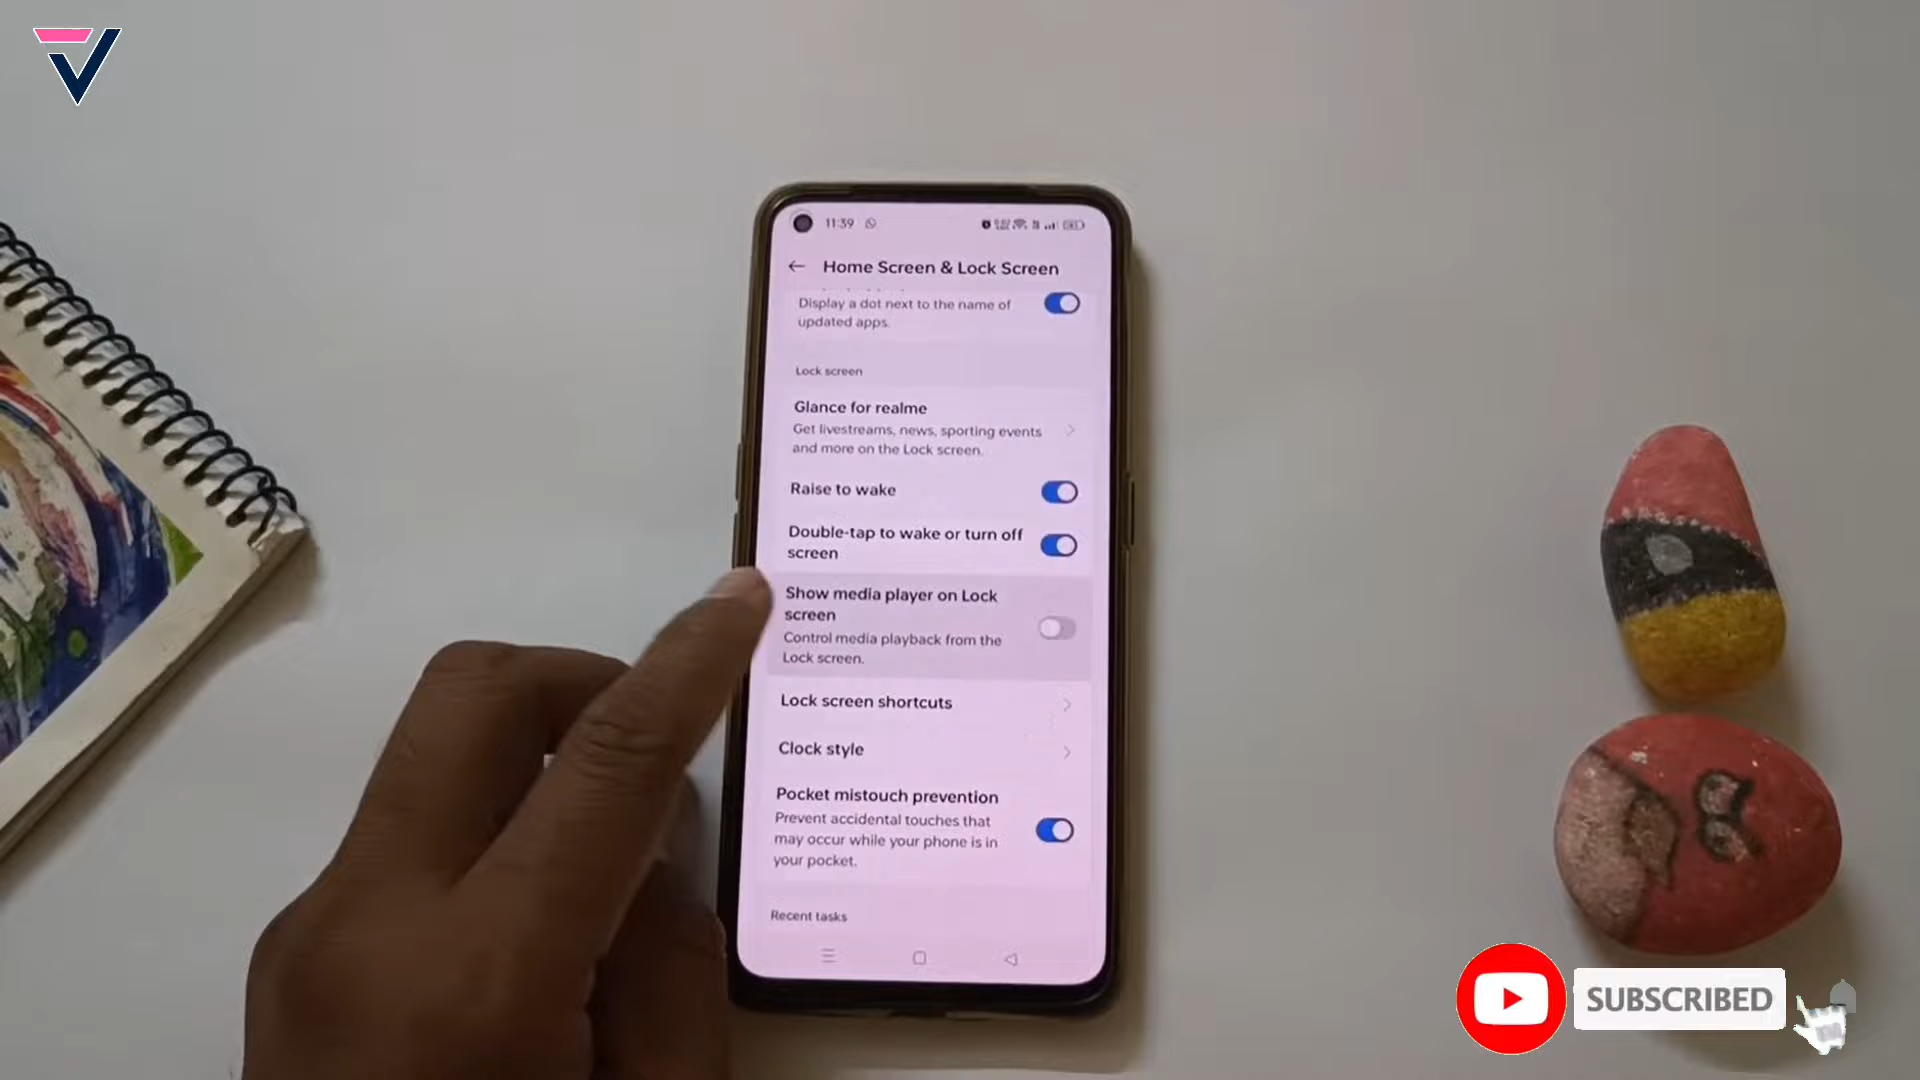 11:39
Home Screen & Lock Screen
Display a dot next to the name of
updated apps.
Lock screen
Glance for realme
Get livestreams, news, sporting events
and more on the Lock screen.
Raise to wake
Double-tap to wake or turn off
screen
Show media player on Lock
screen
Control media playback from the
Lock screen.
Lock screen shortcuts
Clock style
Pocket mistouch prevention
Prevent accidental touches that
may occur while your phone is in
your pocket.
Recent tasks
SUBSCRIBED